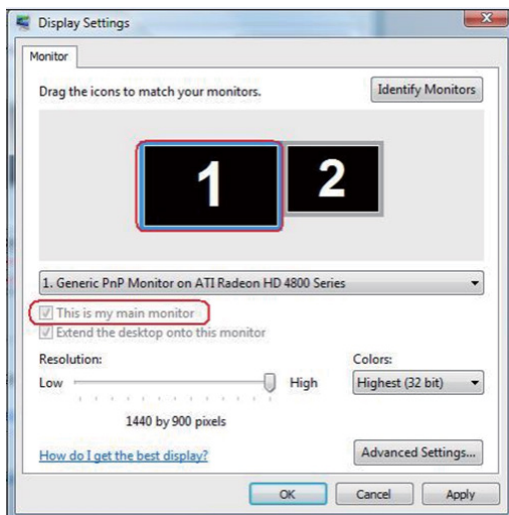 Display Settings
Monitor
Drag the icons to match your monitors.
Identify Monitors
1 2
1. Generic PnP Monitor on ATI Radeon HD 4800 Series
This is my main monitor
Extend the desktop onto this monitor
Resolution: Colors:
Low High Highest (32 bit)
1440 by 900 pixels
How do I get the best display? Advanced Settings...
OK Cancel Apply